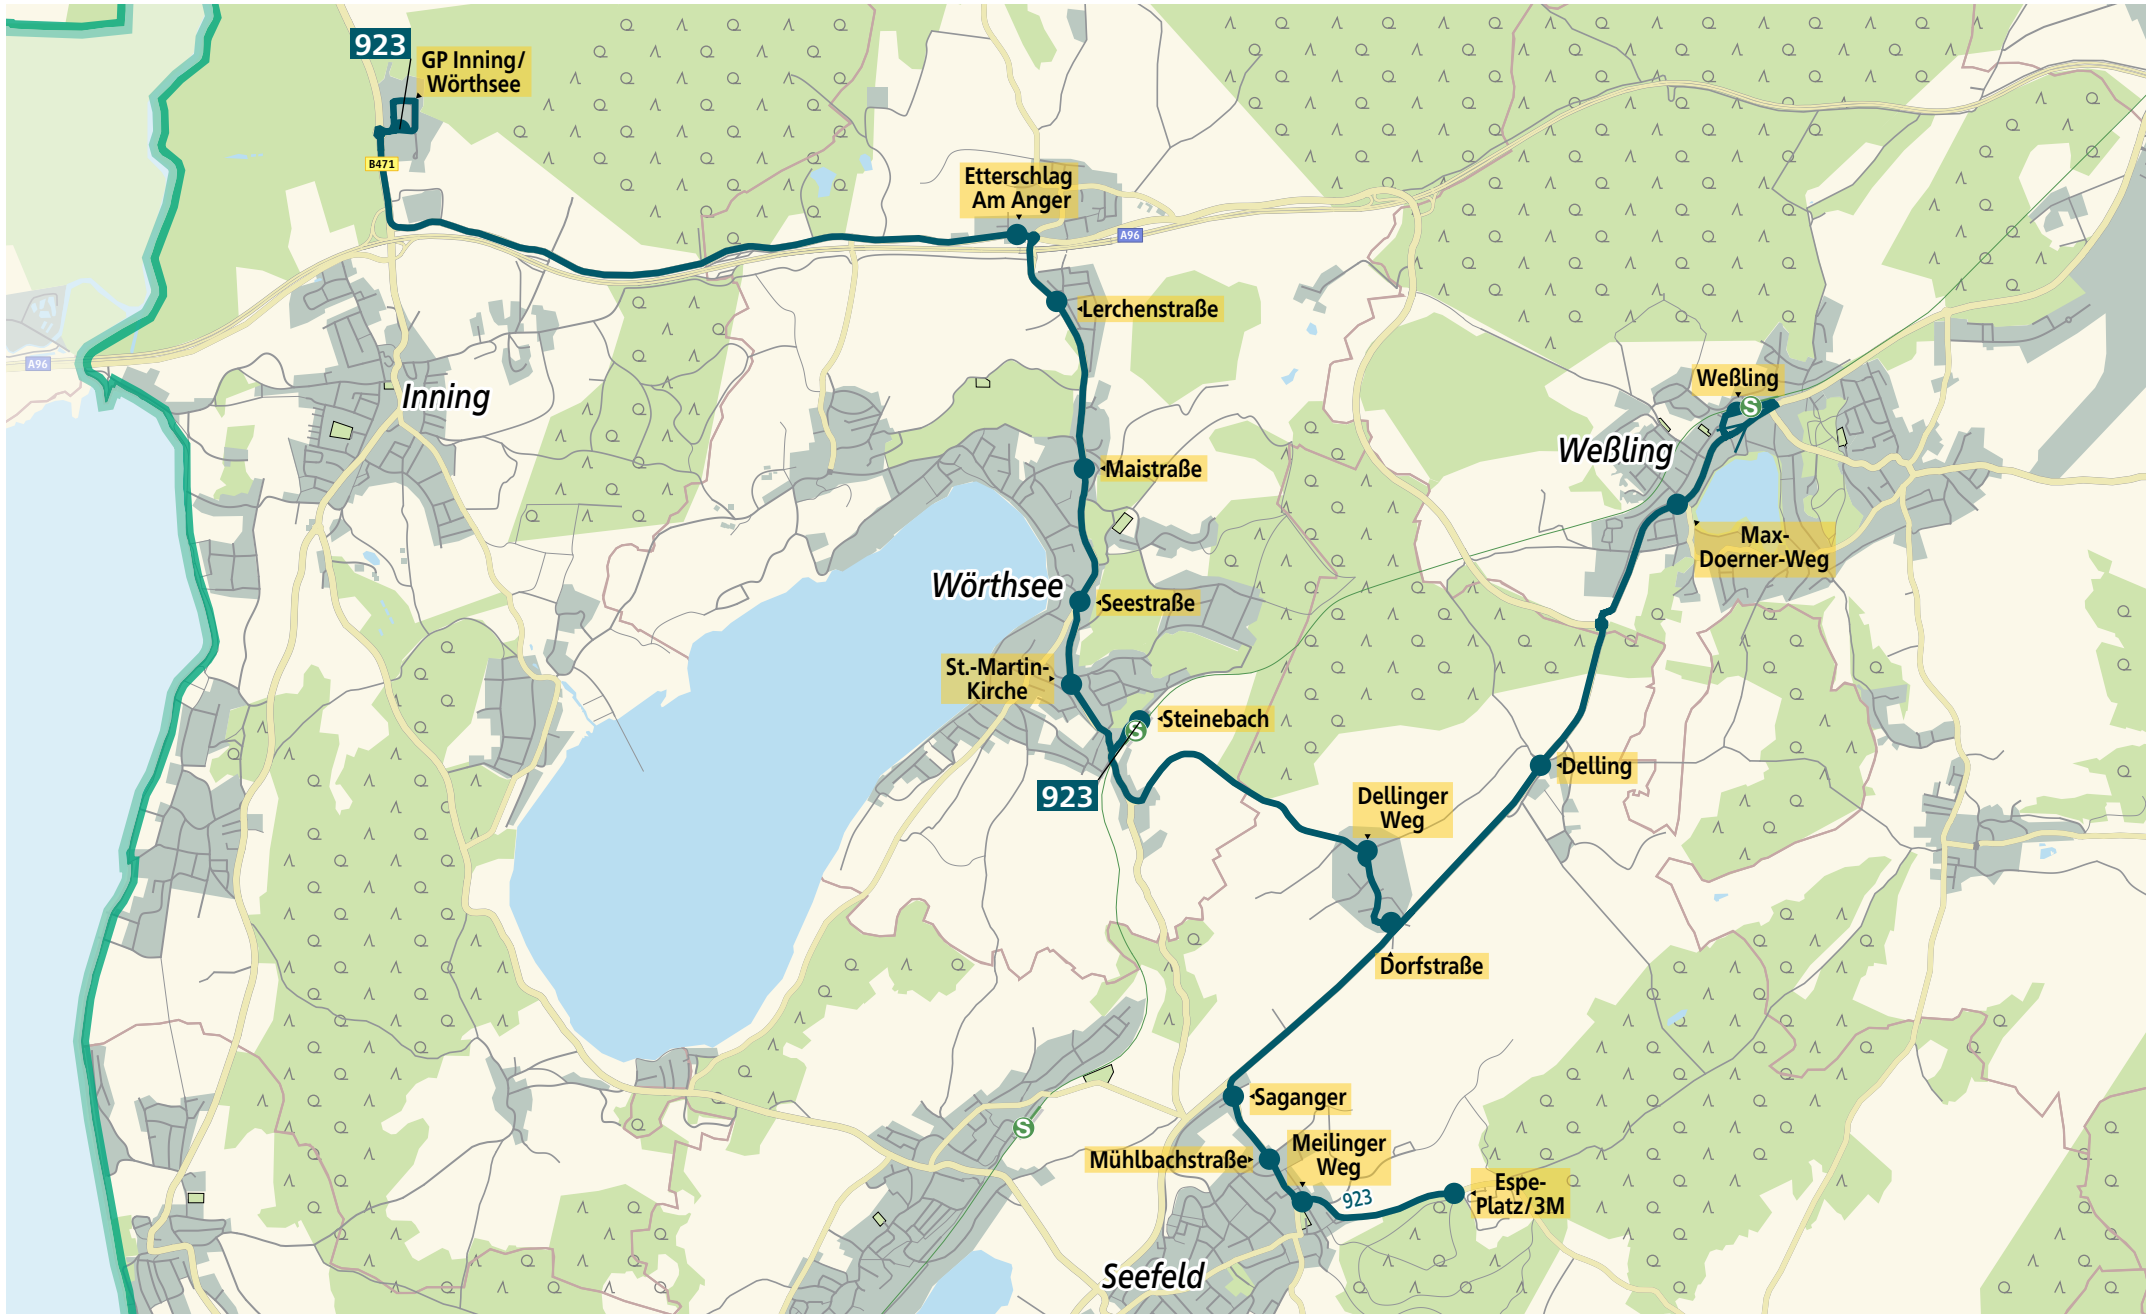 923
GP Inning/
Wörthsee
B471
Etterschlag
Am Anger
A96
Lerchenstraße
A96
Inning
Weßling
Weßling
Maistraße
Max-
Doerner-Weg
Wörthsee
Seestraße
St.-Martin-
Kirche
S
Steinebach
S
923
Delling
Dellinger
Weg
Dorfstraße
Saganger
S
Mühlbachstraße
Meilinger
Weg
923
Espe-
Platz/3M
Seefeld